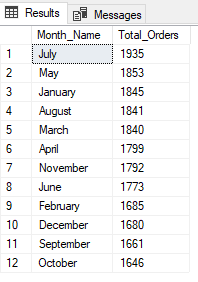 Results Messages
Month_Name Total_Orders
1 July 1935
2 May 1853
3 January 1845
4 August 1841
5 March 1840
6 April 1799
7 November 1792
8 June 1773
9 February 1685
10 December 1680
11 September 1661
12 October 1646